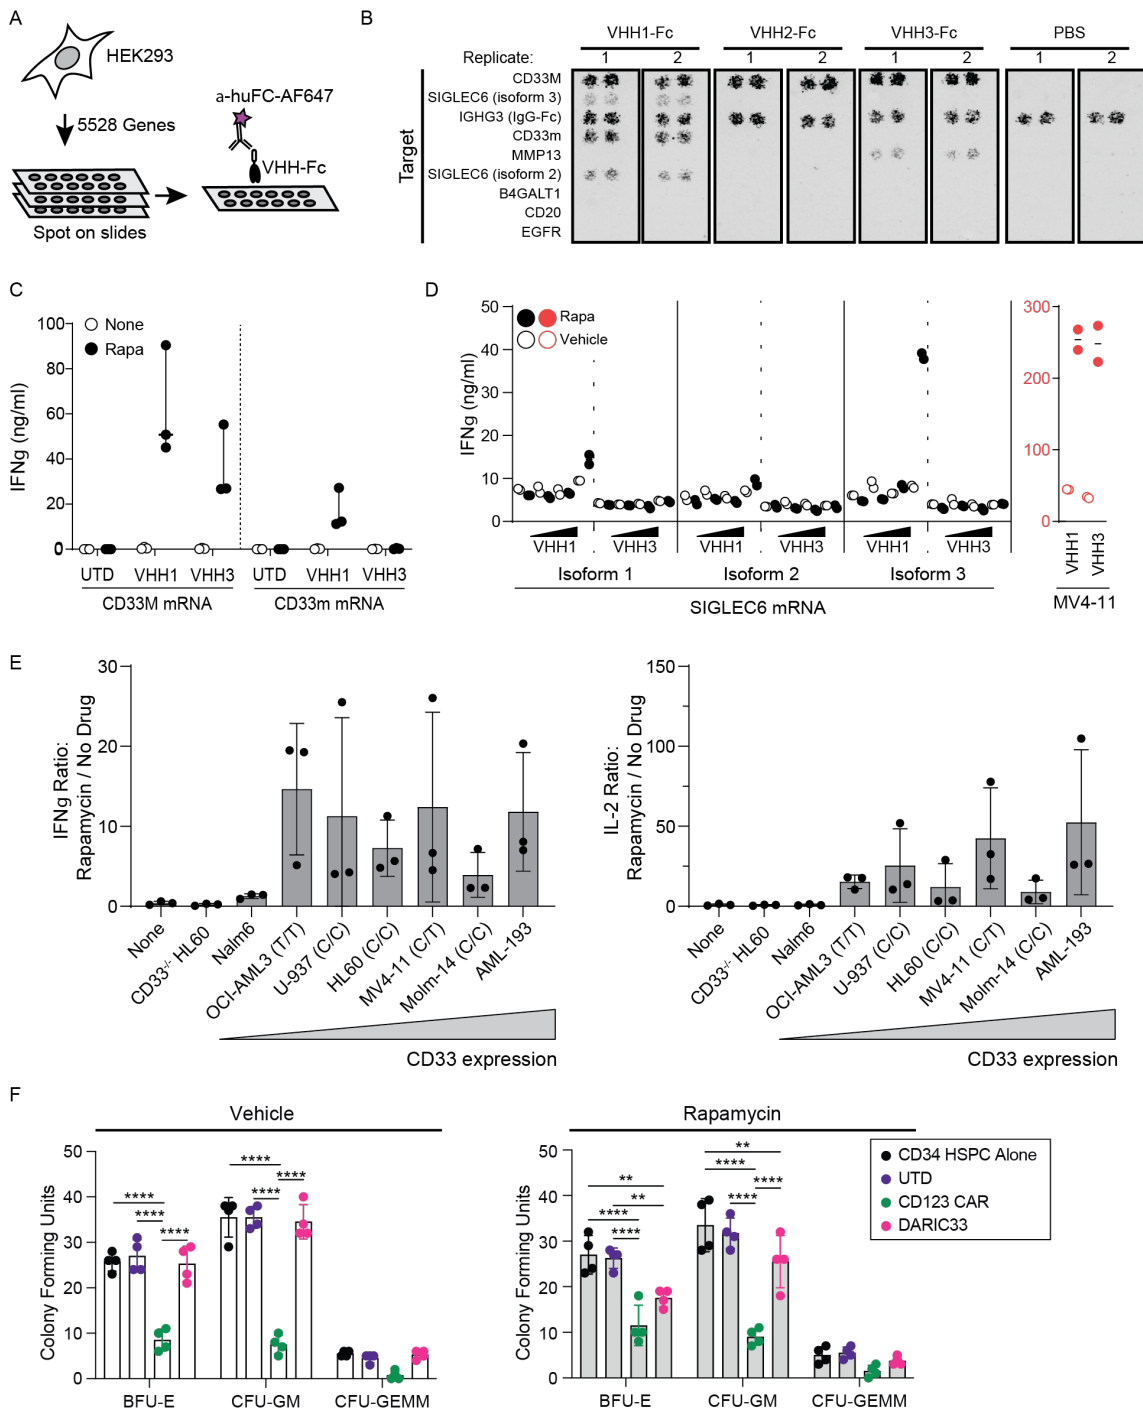 A
HEK293
5528 Genes
Spot on slides
a-huFC-AF647
VHH-Fc
B
VHH1-Fc VHH2-Fc VHH3-Fc PBS
Replicate: 1 2 1 2 1 2 1 2
Target
CD33M
SIGLEC6 (isoform 3)
IGHG3 (IgG-Fc)
CD33m
MMP13
SIGLEC6 (isoform 2)
B4GALT1
CD20
EGFR
C
IFNg (ng/ml)
100
80
60
40
20
0
None
Rapa
UTD VHH1 VHH3 UTD VHH1 VHH3
CD33M mRNA CD33m mRNA
D
IFNg (ng/ml)
50
40
30
20
10
0
Rapa
Vehicle
VHH1 VHH3 VHH1 VHH3 VHH1 VHH3
Isoform 1 Isoform 2 Isoform 3
SIGLEC6 mRNA
300
200
100
0
VHH1
VHH3
MV4-11
E
IFNg Ratio:
Rapamycin / No Drug
30
20
10
0
None
CD33-/- HL60
Nalm6
OCI-AML3 (T/T)
U-937 (C/C)
HL60 (C/C)
MV4-11 (C/T)
Molm-14 (C/C)
AML-193
CD33 expression
IL-2 Ratio:
Rapamycin / No Drug
150
100
50
0
None
CD33-/- HL60
Nalm6
OCI-AML3 (T/T)
U-937 (C/C)
HL60 (C/C)
MV4-11 (C/T)
Molm-14 (C/C)
AML-193
CD33 expression
F
Vehicle
Colony Forming Units
50
40
30
20
10
0
****
****
****
****
****
****
BFU-E CFU-GM CFU-GEMM
Rapamycin
Colony Forming Units
50
40
30
20
10
0
**
**
****
****
**
****
****
****
BFU-E CFU-GM CFU-GEMM
CD34 HSPC Alone
UTD
CD123 CAR
DARIC33